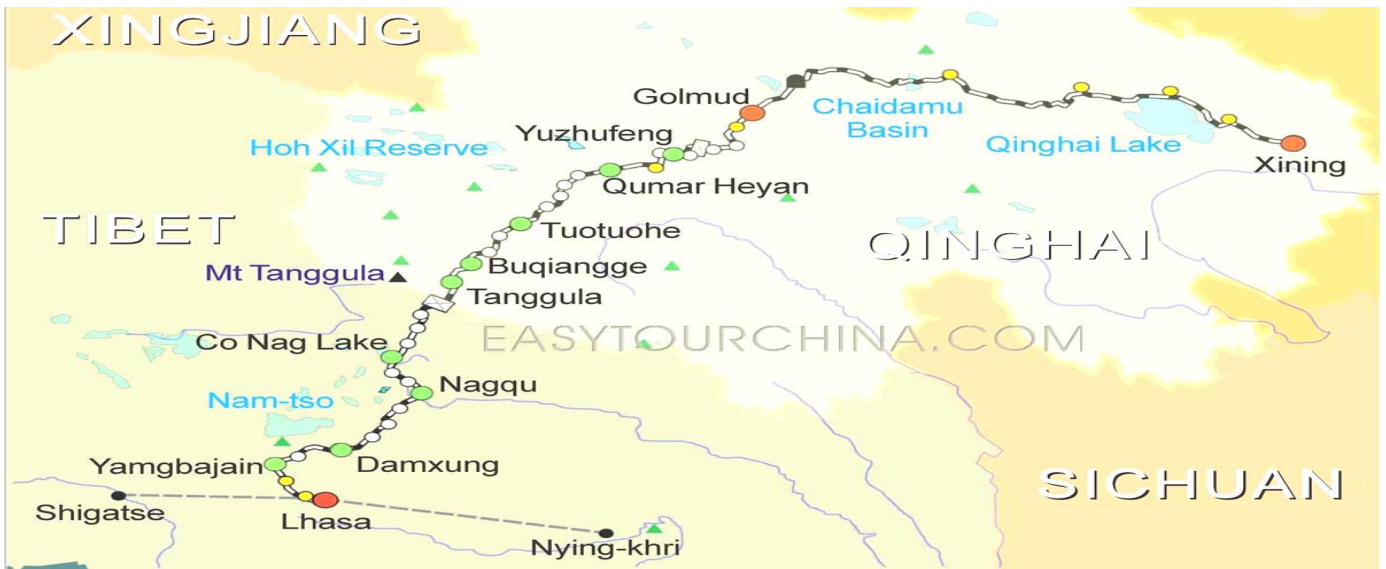 XINGJIANG
Golmud
Chaidamu
Basin
Yuzhufeng
Hoh Xil Reserve
Qinghai Lake
Xining
Qumar Heyan
TIBET
Tuotuohe
QINGHAI
Mt Tanggula
Buqiangge
Tanggula
EASYTOURCHINA.COM
Co Nag Lake
Nagqu
Nam-tso
Yamgbajain
Damxung
SICHUAN
Shigatse
Lhasa
Nying-khri